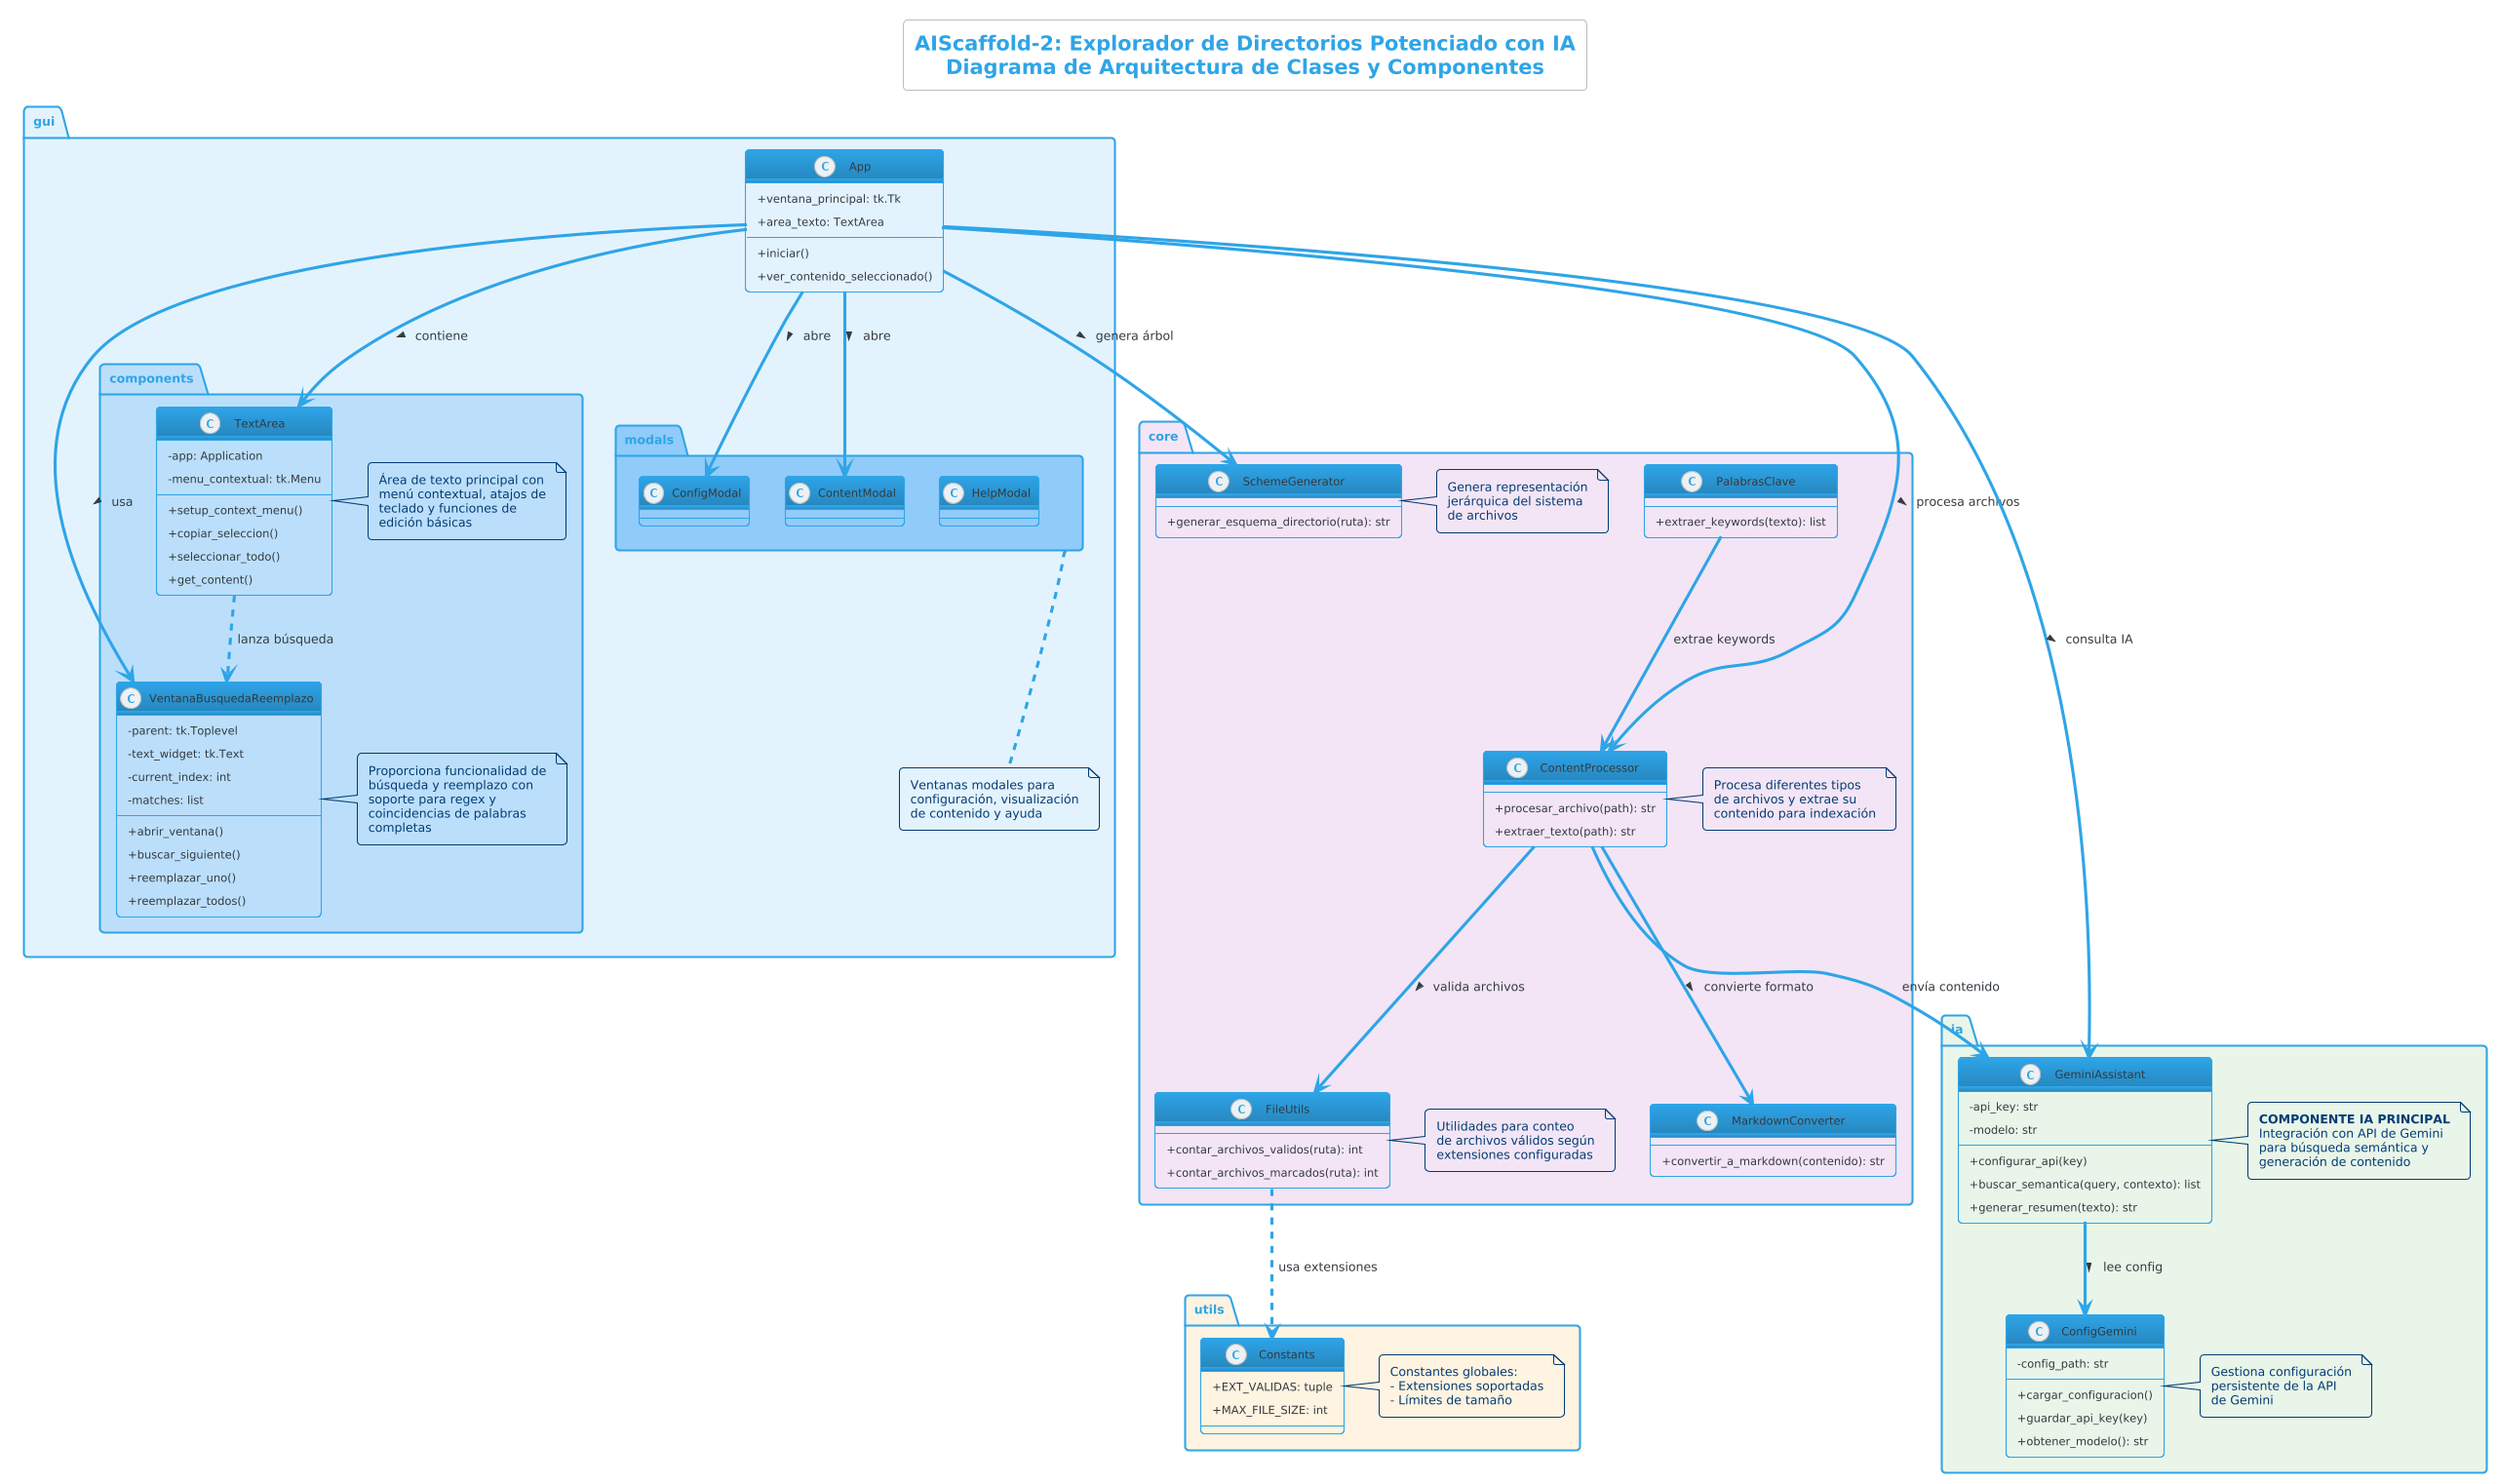 AIScaffold-2: Explorador de Directorios Potenciado con IA
Diagrama de Arquitectura de Clases y Componentes
gui
C App
+ventana_principal: tk.Tk
+area_texto: TextArea
+iniciar()
+ver_contenido_seleccionado()
contiene
abre
abre
genera árbol
usa
procesa archivos
consulta IA
components
C TextArea
-app: Application
-menu_contextual: tk.Menu
+setup_context_menu()
+copiar_seleccion()
+seleccionar_todo()
+get_content()
Área de texto principal con
menú contextual, atajos de
teclado y funciones de
edición básicas
lanza búsqueda
C VentanaBusquedaReemplazo
-parent: tk.Toplevel
-text_widget: tk.Text
-current_index: int
-matches: list
+abrir_ventana()
+buscar_siguiente()
+reemplazar_uno()
+reemplazar_todos()
Proporciona funcionalidad de
búsqueda y reemplazo con
soporte para regex y
coincidencias de palabras
completas
modals
C ConfigModal
C ContentModal
C HelpModal
Ventanas modales para
configuración, visualización
de contenido y ayuda
core
C SchemeGenerator
+generar_esquema_directorio(ruta): str
Genera representación
jerárquica del sistema
de archivos
C PalabrasClave
+extraer_keywords(texto): list
extrae keywords
C ContentProcessor
+procesar_archivo(path): str
+extraer_texto(path): str
Procesa diferentes tipos
de archivos y extrae su
contenido para indexación
valida archivos
convierte formato
envía contenido
C FileUtils
+contar_archivos_validos(ruta): int
+contar_archivos_marcados(ruta): int
Utilidades para conteo
de archivos válidos según
extensiones configuradas
C MarkdownConverter
+convertir_a_markdown(contenido): str
usa extensiones
utils
C Constants
+EXT_VALIDAS: tuple
+MAX_FILE_SIZE: int
Constantes globales:
- Extensiones soportadas
- Límites de tamaño
ia
C GeminiAssistant
-api_key: str
-modelo: str
+configurar_api(key)
+buscar_semantica(query, contexto): list
+generar_resumen(texto): str
COMPONENTE IA PRINCIPAL
Integración con API de Gemini
para búsqueda semántica y
generación de contenido
lee config
C ConfigGemini
-config_path: str
+cargar_configuracion()
+guardar_api_key(key)
+obtener_modelo(): str
Gestiona configuración
persistente de la API
de Gemini